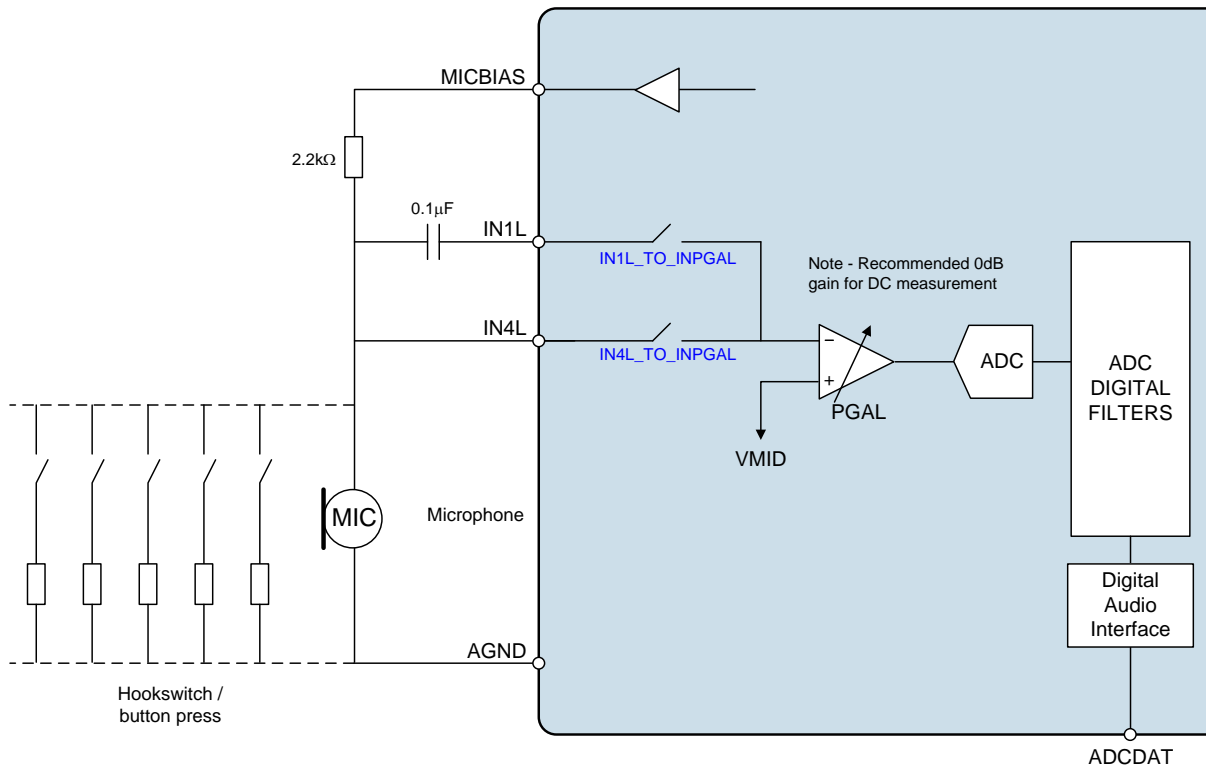 MICBIAS
2.2kΩ
0.1μF
IN1L
IN1L_TO_INPGAL
Note - Recommended 0dB
gain for DC measurement
IN4L
IN4L_TO_INPGAL
−
+
PGAL
VMID
ADC
ADC
DIGITAL
FILTERS
MIC
Microphone
Digital
Audio
Interface
AGND
Hookswitch /
button press
ADCDAT